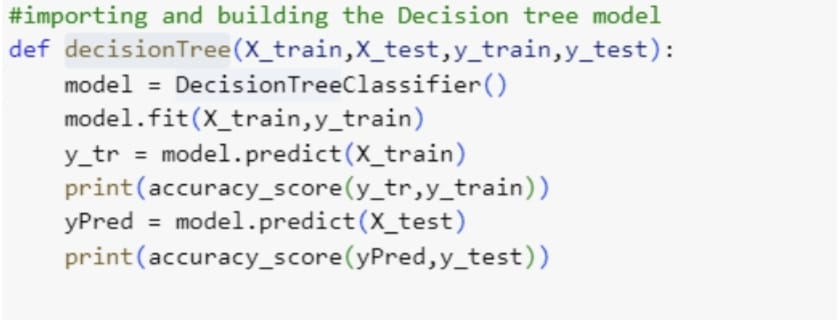 #importing and building the Decision tree model
def decisionTree(X_train,X_test,y_train,y_test):
    model = DecisionTreeClassifier()
    model.fit(X_train,y_train)
    y_tr = model.predict(X_train)
    print(accuracy_score(y_tr,y_train))
    yPred = model.predict(X_test)
    print(accuracy_score(yPred,y_test))